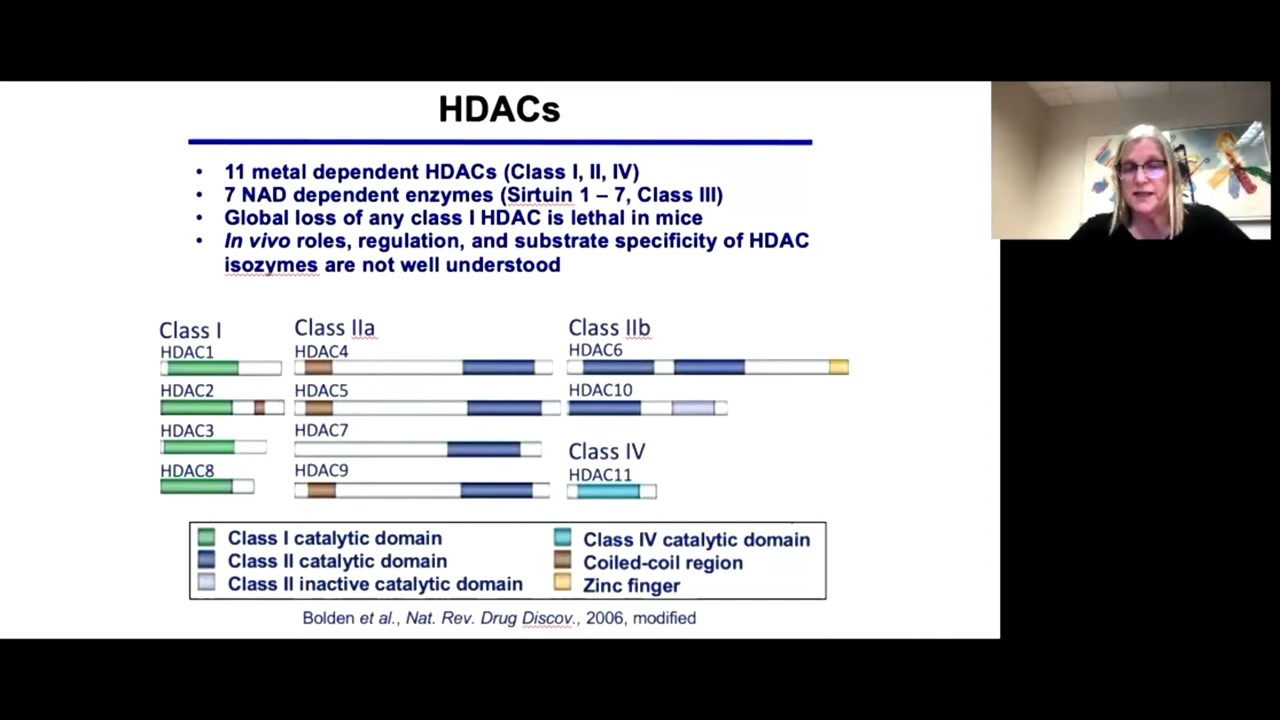 HDACs
• 11 metal dependent HDACs (Class I, II, IV)
• 7 NAD dependent enzymes (Sirtuin 1 – 7, Class III)
• Global loss of any class I HDAC is lethal in mice
• In vivo roles, regulation, and substrate specificity of HDAC
isozymes are not well understood
Class I
HDAC1
HDAC2
HDAC3
HDAC8
Class IIa
HDAC4
HDAC5
HDAC7
HDAC9
Class IIb
HDAC6
HDAC10
Class IV
HDAC11
Class I catalytic domain
Class II catalytic domain
Class II inactive catalytic domain
Class IV catalytic domain
Coiled-coil region
Zinc finger
Bolden et al., Nat. Rev. Drug Discov., 2006, modified